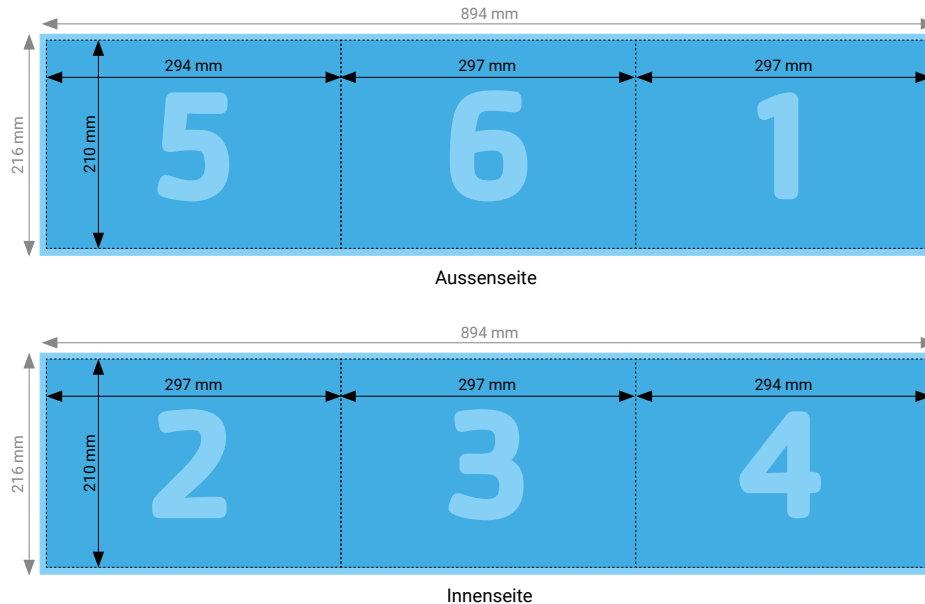 894 mm
294 mm 297 mm 297 mm
216 mm
210 mm
5 6 1
Aussenseite
894 mm
297 mm 297 mm 294 mm
216 mm
210 mm
2 3 4
Innenseite